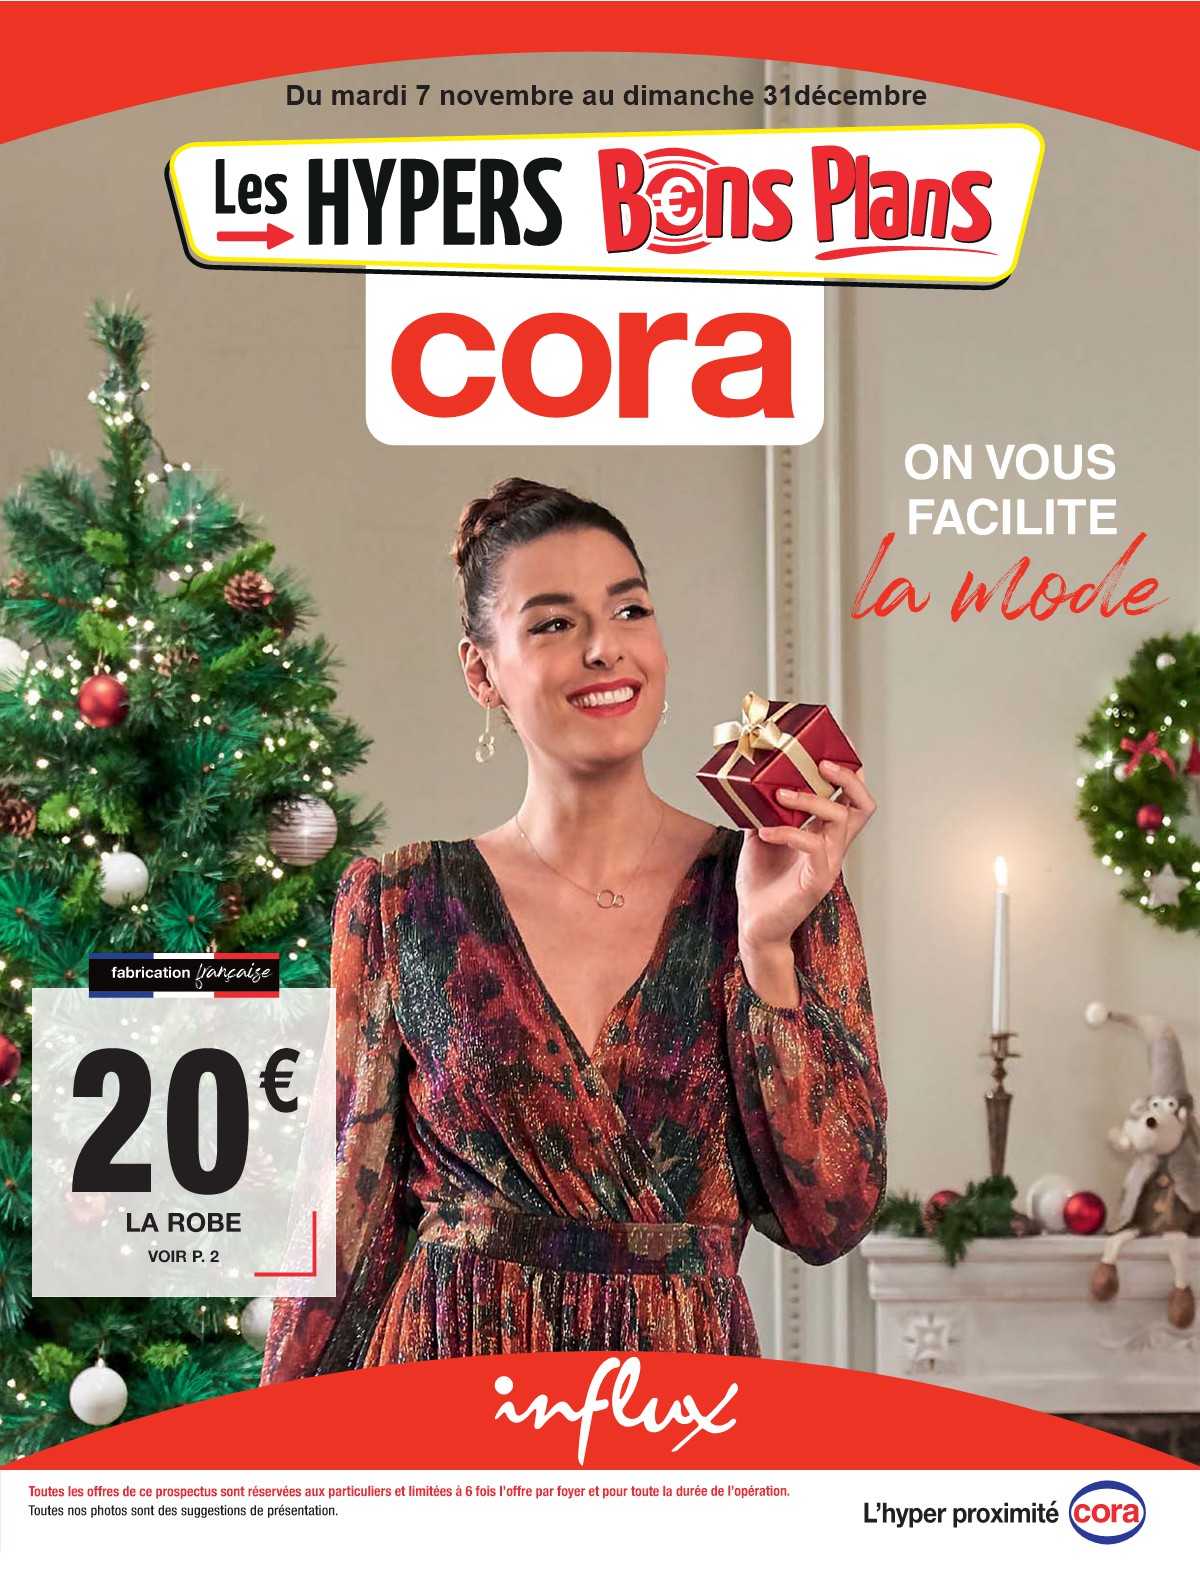 Du mardi 7 novembre au dimanche 31décembre
Les HYPERS Bons Plans
cora
ON VOUS
FACILITE
la mode
fabrication française
20€
LA ROBE
VOIR P. 2
influx
Toutes les offres de ce prospectus sont réservées aux particuliers et limitées à 6 fois l'offre par foyer et pour toute la durée de l'opération.
Toutes nos photos sont des suggestions de présentation.
L'hyper proximité cora